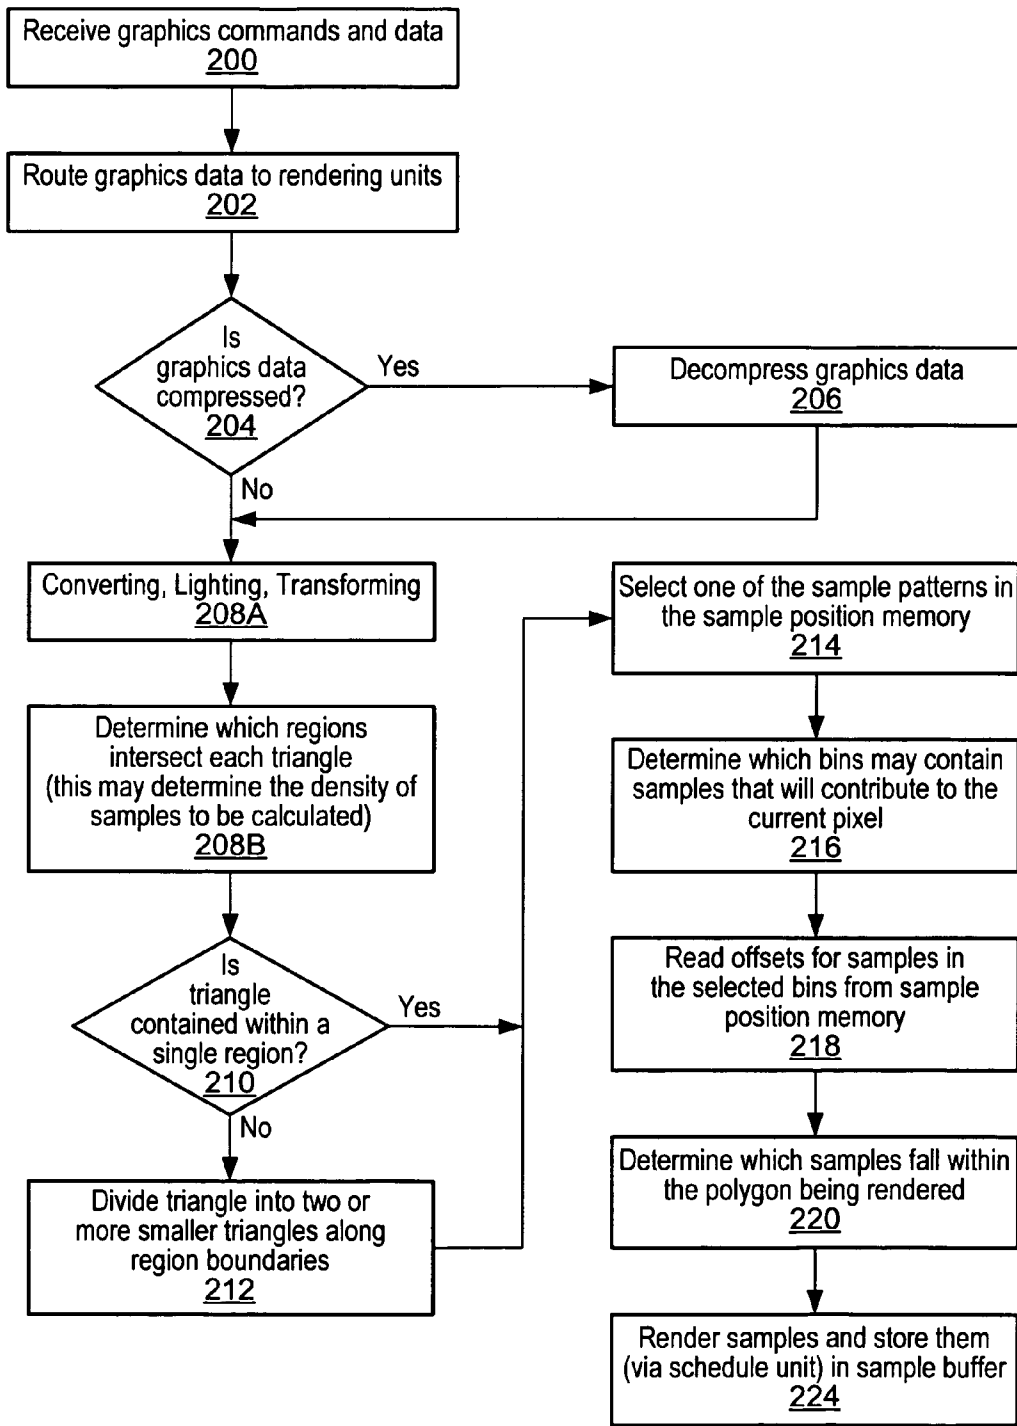 Receive graphics commands and data
200
Route graphics data to rendering units
202
Is
graphics data
compressed?
204
Yes
No
Decompress graphics data
206
Converting, Lighting, Transforming
208A
Determine which regions
intersect each triangle
(this may determine the density of
samples to be calculated)
208B
Is
triangle
contained within a
single region?
210
Yes
No
Divide triangle into two or
more smaller triangles along
region boundaries
212
Select one of the sample patterns in
the sample position memory
214
Determine which bins may contain
samples that will contribute to the
current pixel
216
Read offsets for samples in
the selected bins from sample
position memory
218
Determine which samples fall within
the polygon being rendered
220
Render samples and store them
(via schedule unit) in sample buffer
224